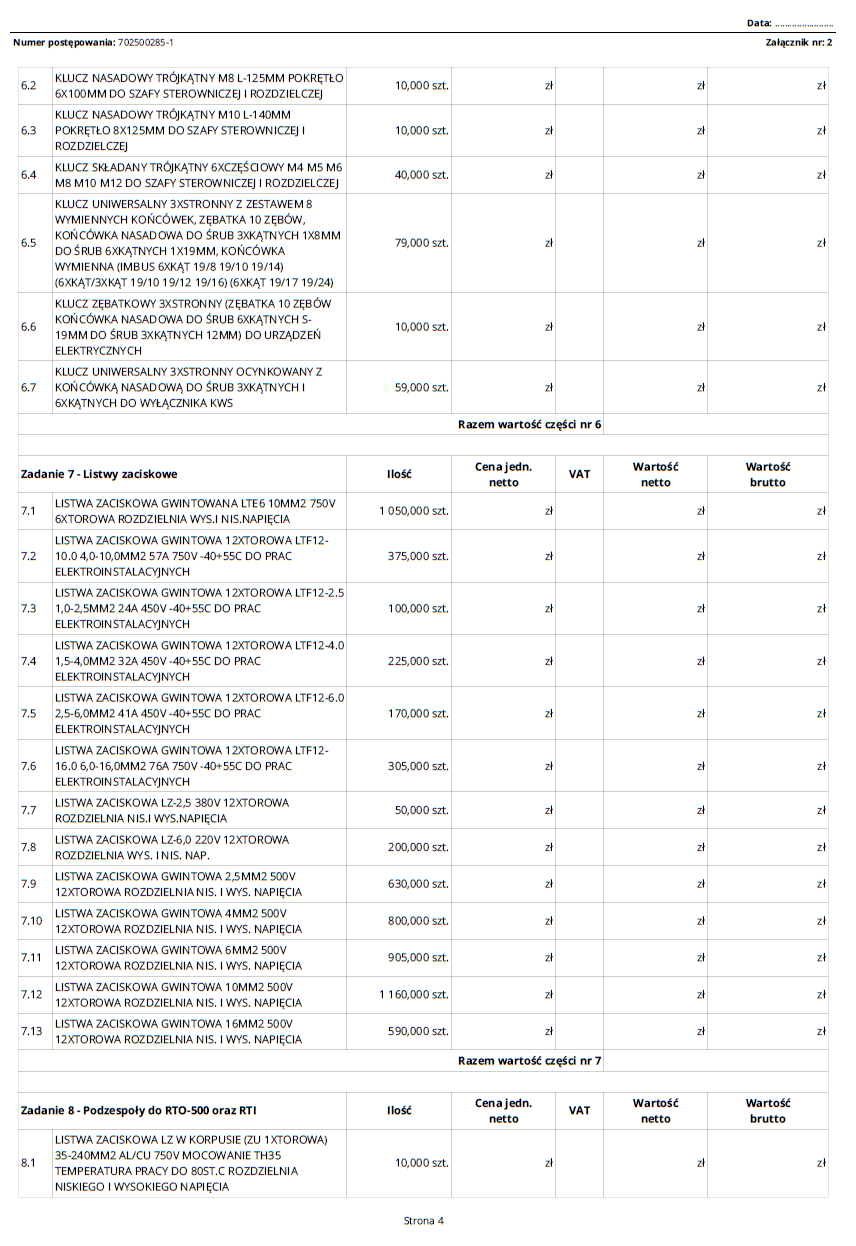 Data: ........................
Numer postępowania: 702500285-1 Załącznik nr: 2
6.2 KLUCZ NASADOWY TRÓJKĄTNY M8 L-125MM POKRĘTŁO 6X100MM DO SZAFY STEROWNICZEJ I ROZDZIELCZEJ 10,000 szt. zł zł zł
6.3 KLUCZ NASADOWY TRÓJKĄTNY M10 L-140MM POKRĘTŁO 8X125MM DO SZAFY STEROWNICZEJ I ROZDZIELCZEJ 10,000 szt. zł zł zł
6.4 KLUCZ SKŁADANY TRÓJKĄTNY 6XCZĘŚCIOWY M4 M5 M6 M8 M10 M12 DO SZAFY STEROWNICZEJ I ROZDZIELCZEJ 40,000 szt. zł zł zł
6.5 KLUCZ UNIWERSALNY 3XSTRONNY Z ZESTAWEM 8 WYMIENNYCH KOŃCÓWEK, ZĘBATKA 10 ZĘBÓW, KOŃCÓWKA NASADOWA DO ŚRUB 3XKĄTNYCH 1X8MM DO ŚRUB 6XKĄTNYCH 1X19MM, KOŃCÓWKA WYMIENNA (IMBUS 6XKĄT 19/8 19/10 19/14) (6XKĄT/3XKĄT 19/10 19/12 19/16) (6XKĄT 19/17 19/24) 79,000 szt. zł zł zł
6.6 KLUCZ ZĘBATKOWY 3XSTRONNY (ZĘBATKA 10 ZĘBÓW KOŃCÓWKA NASADOWA DO ŚRUB 6XKĄTNYCH S-19MM DO ŚRUB 3XKĄTNYCH 12MM) DO URZĄDZEŃ ELEKTRYCZNYCH 10,000 szt. zł zł zł
6.7 KLUCZ UNIWERSALNY 3XSTRONNY OCYNKOWANY Z KOŃCÓWKĄ NASADOWĄ DO ŚRUB 3XKĄTNYCH I 6XKĄTNYCH DO WYŁĄCZNIKA KWS 59,000 szt. zł zł zł
Razem wartość części nr 6
Zadanie 7 - Listwy zaciskowe Ilość Cena jedn. netto VAT Wartość netto Wartość brutto
7.1 LISTWA ZACISKOWA GWINTOWANA LTE6 10MM2 750V 6XTOROWA ROZDZIELNIA WYS.I NIS.NAPIĘCIA 1 050,000 szt. zł zł zł
7.2 LISTWA ZACISKOWA GWINTOWA 12XTOROWA LTF12-10.0 4,0-10,0MM2 57A 750V -40+55C DO PRAC ELEKTROINSTALACYJNYCH 375,000 szt. zł zł zł
7.3 LISTWA ZACISKOWA GWINTOWA 12XTOROWA LTF12-2.5 1,0-2,5MM2 24A 450V -40+55C DO PRAC ELEKTROINSTALACYJNYCH 100,000 szt. zł zł zł
7.4 LISTWA ZACISKOWA GWINTOWA 12XTOROWA LTF12-4.0 1,5-4,0MM2 32A 450V -40+55C DO PRAC ELEKTROINSTALACYJNYCH 225,000 szt. zł zł zł
7.5 LISTWA ZACISKOWA GWINTOWA 12XTOROWA LTF12-6.0 2,5-6,0MM2 41A 450V -40+55C DO PRAC ELEKTROINSTALACYJNYCH 170,000 szt. zł zł zł
7.6 LISTWA ZACISKOWA GWINTOWA 12XTOROWA LTF12-16.0 6,0-16,0MM2 76A 750V -40+55C DO PRAC ELEKTROINSTALACYJNYCH 305,000 szt. zł zł zł
7.7 LISTWA ZACISKOWA LZ-2,5 380V 12XTOROWA ROZDZIELNIA NIS.I WYS.NAPIĘCIA 50,000 szt. zł zł zł
7.8 LISTWA ZACISKOWA LZ-6,0 220V 12XTOROWA ROZDZIELNIA WYS. I NIS. NAP. 200,000 szt. zł zł zł
7.9 LISTWA ZACISKOWA GWINTOWA 2,5MM2 500V 12XTOROWA ROZDZIELNIA NIS. I WYS. NAPIĘCIA 630,000 szt. zł zł zł
7.10 LISTWA ZACISKOWA GWINTOWA 4MM2 500V 12XTOROWA ROZDZIELNIA NIS. I WYS. NAPIĘCIA 800,000 szt. zł zł zł
7.11 LISTWA ZACISKOWA GWINTOWA 6MM2 500V 12XTOROWA ROZDZIELNIA NIS. I WYS. NAPIĘCIA 905,000 szt. zł zł zł
7.12 LISTWA ZACISKOWA GWINTOWA 10MM2 500V 12XTOROWA ROZDZIELNIA NIS. I WYS. NAPIĘCIA 1 160,000 szt. zł zł zł
7.13 LISTWA ZACISKOWA GWINTOWA 16MM2 500V 12XTOROWA ROZDZIELNIA NIS. I WYS. NAPIĘCIA 590,000 szt. zł zł zł
Razem wartość części nr 7
Zadanie 8 - Podzespoły do RTO-500 oraz RTI Ilość Cena jedn. netto VAT Wartość netto Wartość brutto
8.1 LISTWA ZACISKOWA LZ W KORPUSIE (ZU 1XTOROWA) 35-240MM2 AL/CU 750V MOCOWANIE TH35 TEMPERATURA PRACY DO 80ST.C ROZDZIELNIA NISKIEGO I WYSOKIEGO NAPIĘCIA 10,000 szt. zł zł zł
Strona 4